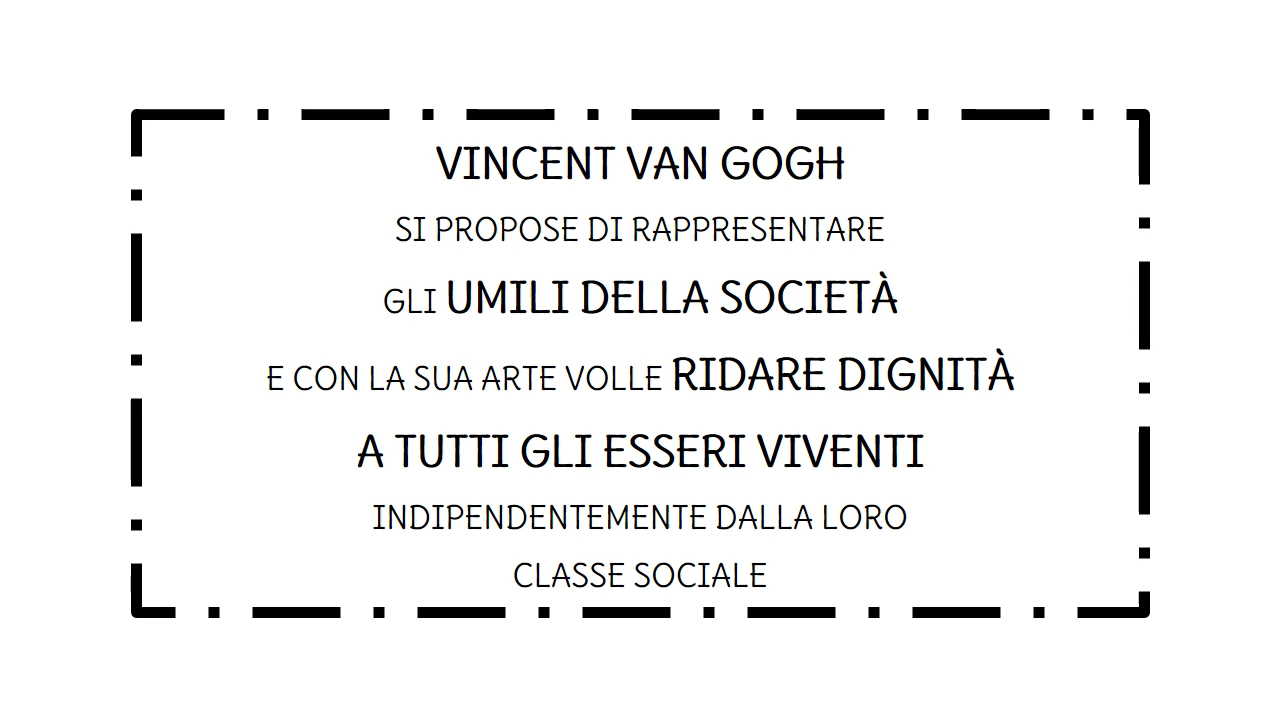 VINCENT VAN GOGH
SI PROPOSE DI RAPPRESENTARE
GLI UMILI DELLA SOCIETÀ
E CON LA SUA ARTE VOLLE RIDARE DIGNITÀ
A TUTTI GLI ESSERI VIVENTI
INDIPENDENTEMENTE DALLA LORO
CLASSE SOCIALE